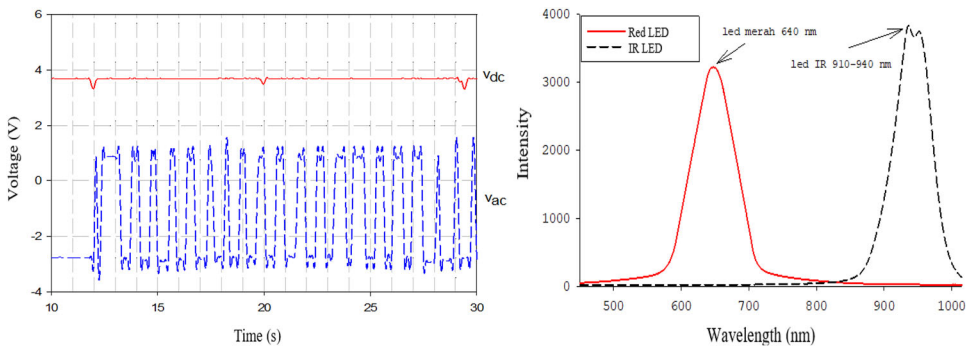 6
4
2
0
-2
-4
Voltage (V)
Vdc
Vac
10
15
20
25
30
Time (s)
4000
3000
2000
1000
0
Intensity
Red LED
IR LED
led merah 640 nm
led IR 910-940 nm
500
600
700
800
900
1000
Wavelength (nm)